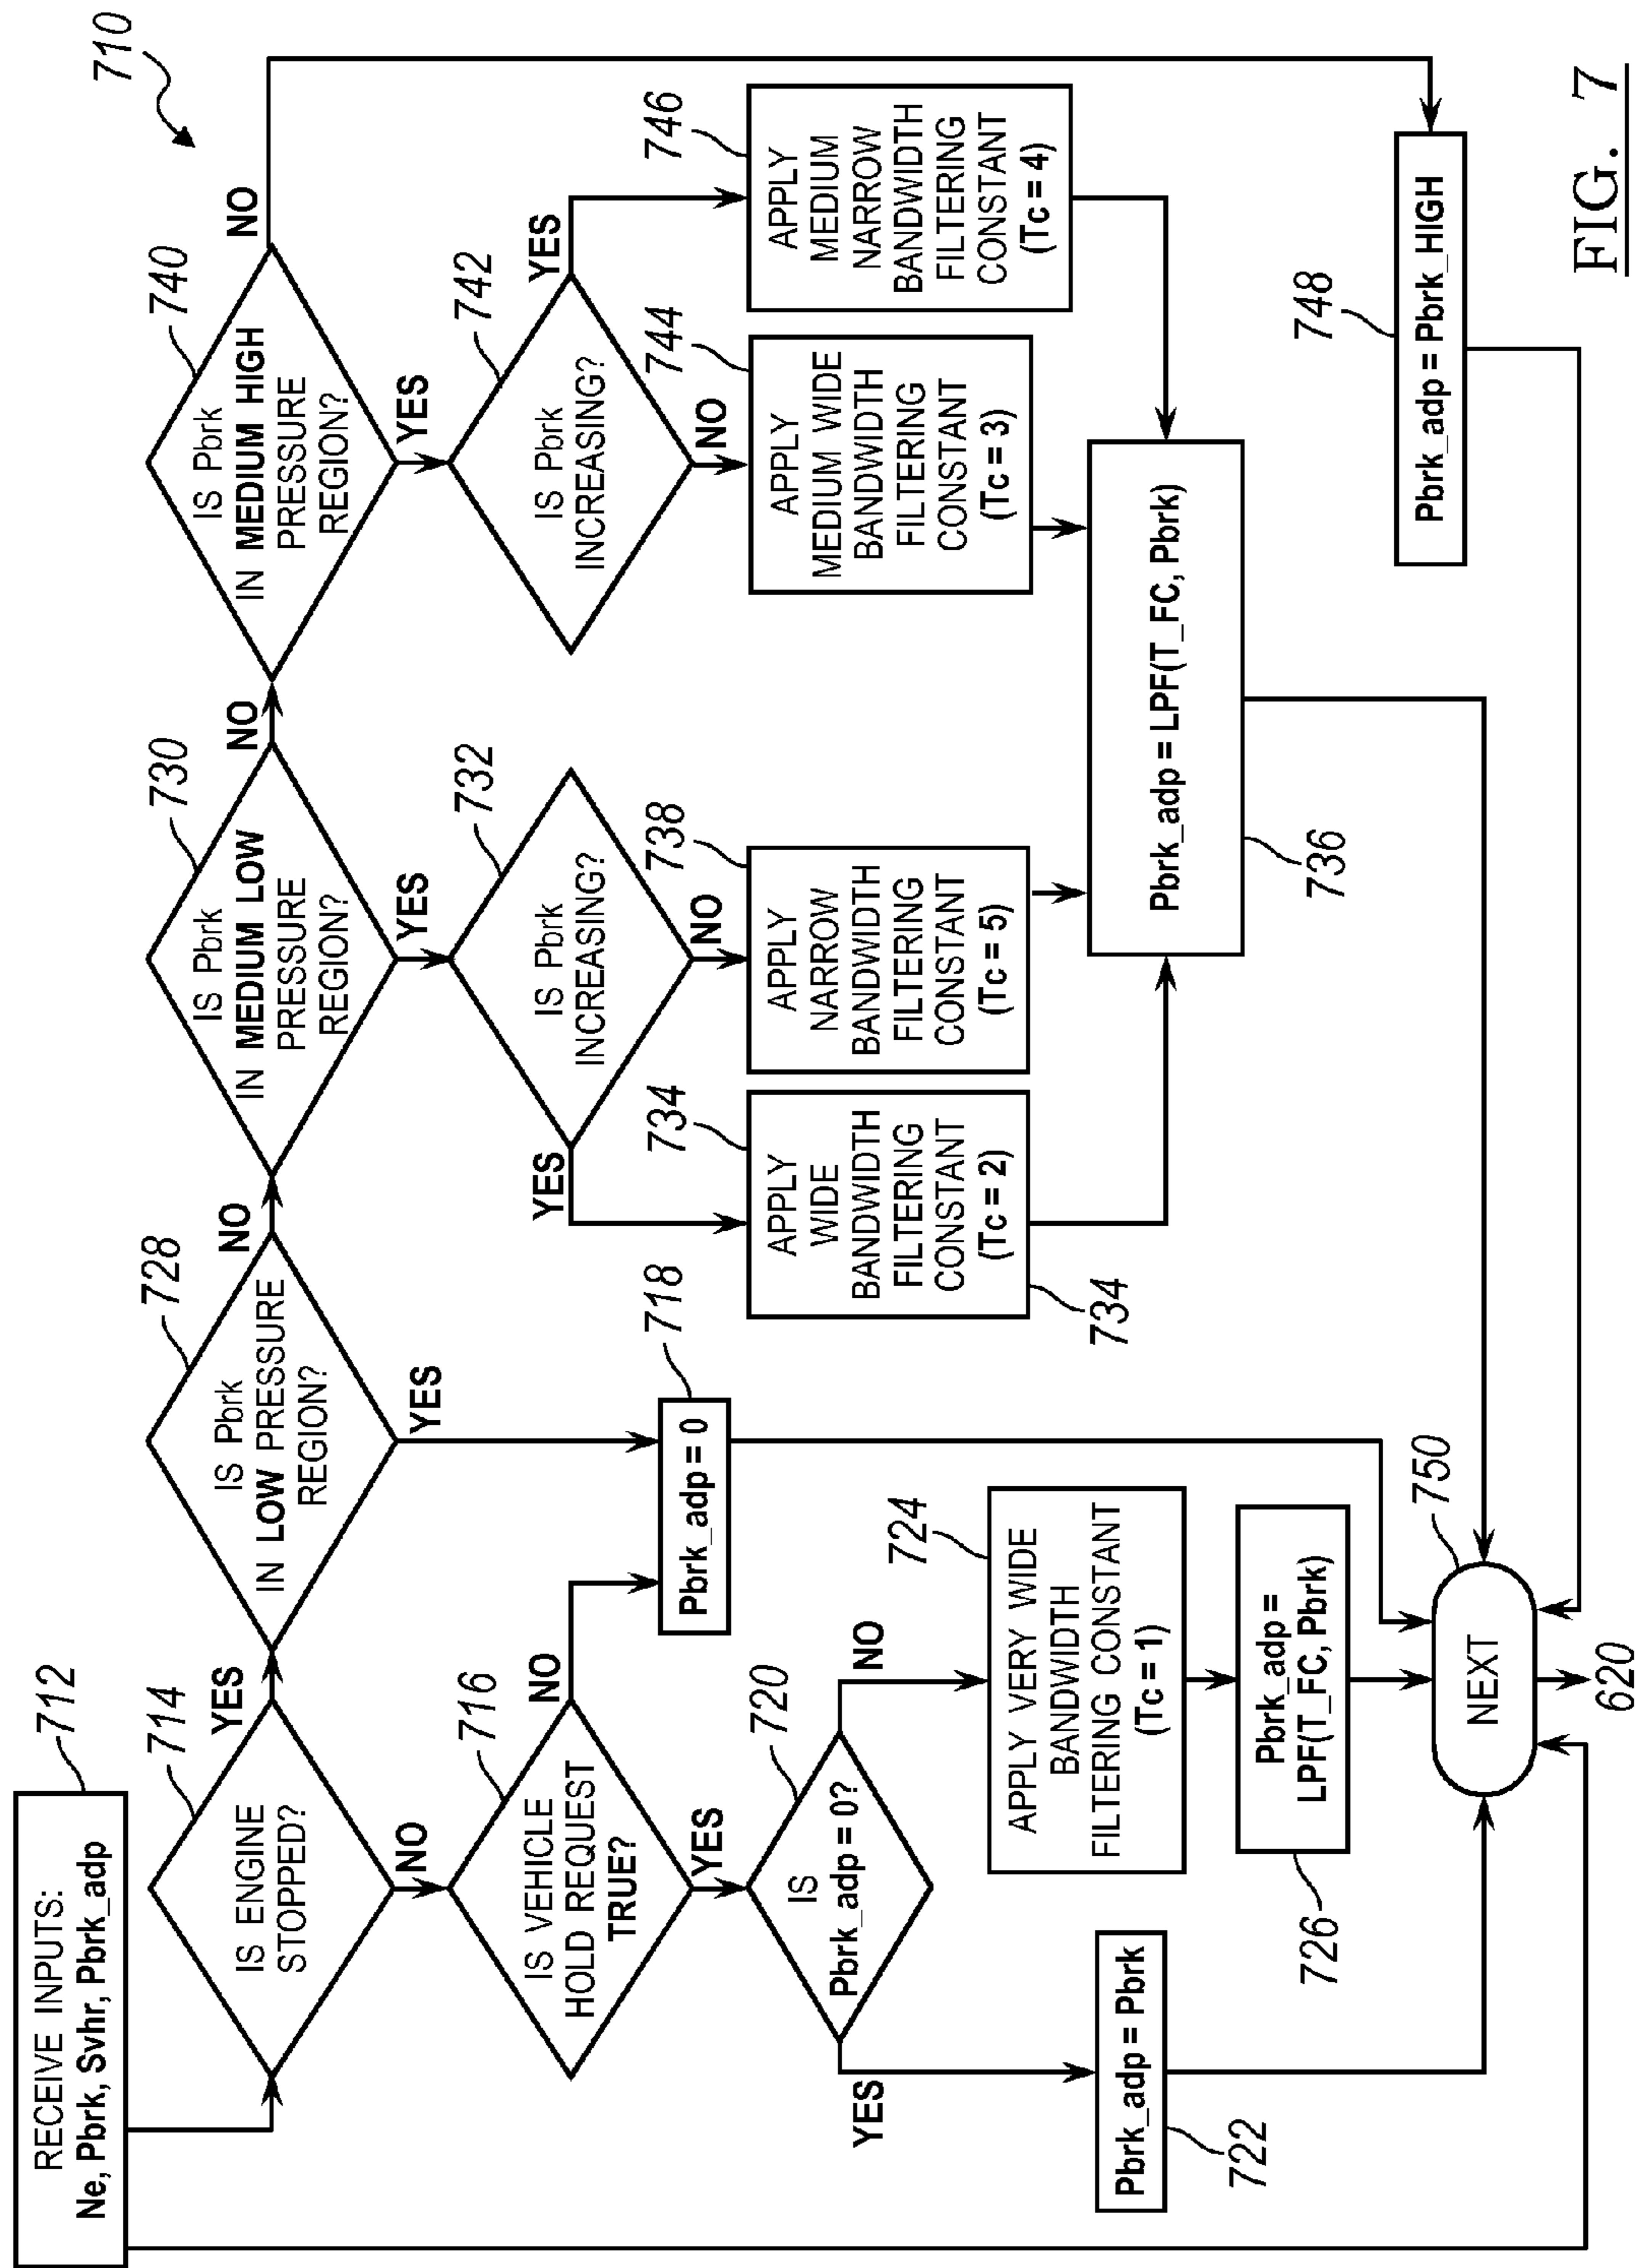 710
RECEIVE INPUTS:
Ne, Pbrk, Svhr, Pbrk_adp
712
IS ENGINE
STOPPED?
714
YES
NO
IS VEHICLE
HOLD REQUEST
TRUE?
716
NO
YES
Pbrk_adp = 0
718
IS
Pbrk_adp = 0?
720
YES
NO
Pbrk_adp = Pbrk
722
APPLY VERY WIDE
BANDWIDTH
FILTERING CONSTANT
(Tc = 1)
724
Pbrk_adp =
LPF(T_FC, Pbrk)
726
IS Pbrk
IN LOW PRESSURE
REGION?
728
YES
NO
IS Pbrk
IN MEDIUM LOW
PRESSURE
REGION?
730
YES
NO
IS Pbrk
INCREASING?
732
YES
NO
APPLY
WIDE
BANDWIDTH
FILTERING
CONSTANT
(Tc = 2)
734
734
APPLY
NARROW
BANDWIDTH
FILTERING
CONSTANT
(Tc = 5)
738
IS Pbrk
IN MEDIUM HIGH
PRESSURE
REGION?
740
YES
NO
IS Pbrk
INCREASING?
742
NO
YES
APPLY
MEDIUM WIDE
BANDWIDTH
FILTERING
CONSTANT
(Tc = 3)
744
APPLY
MEDIUM
NARROW
BANDWIDTH
FILTERING
CONSTANT
(Tc = 4)
746
Pbrk_adp = LPF(T_FC, Pbrk)
736
Pbrk_adp = Pbrk_HIGH
748
NEXT
750
620
FIG. 7